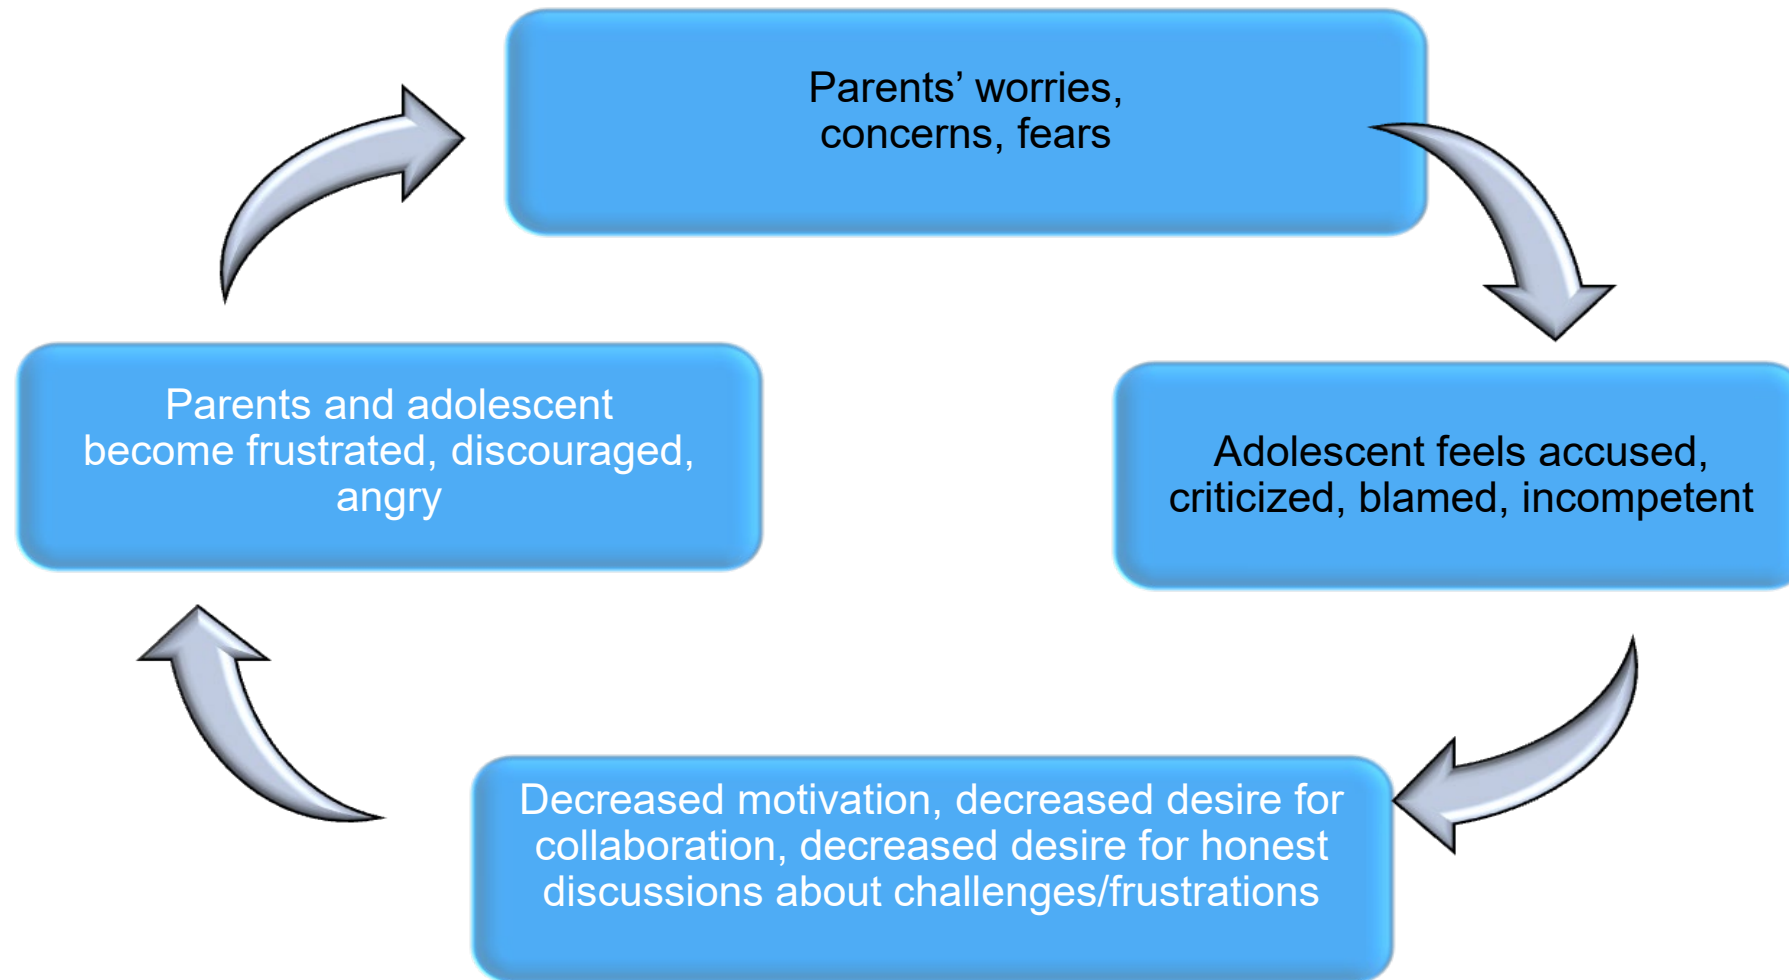 Parents’ worries,
concerns, fears
Adolescent feels accused,
criticized, blamed, incompetent
Decreased motivation, decreased desire for
collaboration, decreased desire for honest
discussions about challenges/frustrations
Parents and adolescent
become frustrated, discouraged,
angry